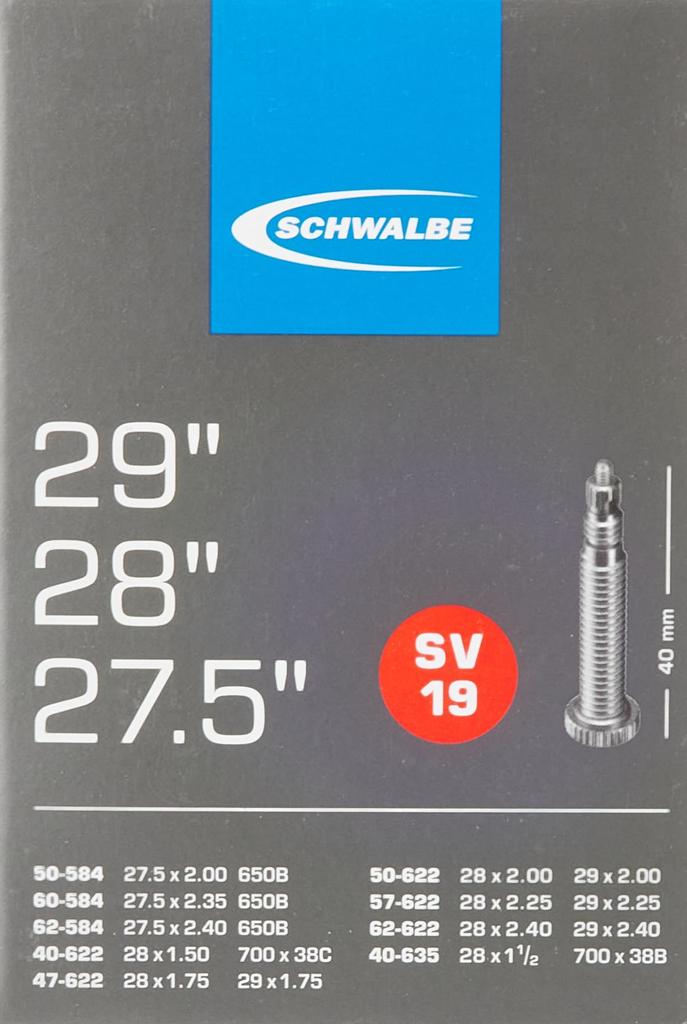 SCHWALBE
29"
28"
27.5"
SV
19
40 mm
50-584 27.5 x 2.00 650B
60-584 27.5 x 2.35 650B
62-584 27.5 x 2.40 650B
40-622 28 x 1.50 700 x 38C
47-622 28 x 1.75 29 x 1.75
50-622 28 x 2.00 29 x 2.00
57-622 28 x 2.25 29 x 2.25
62-622 28 x 2.40 29 x 2.40
40-635 28 x 1 1/2 700 x 38B